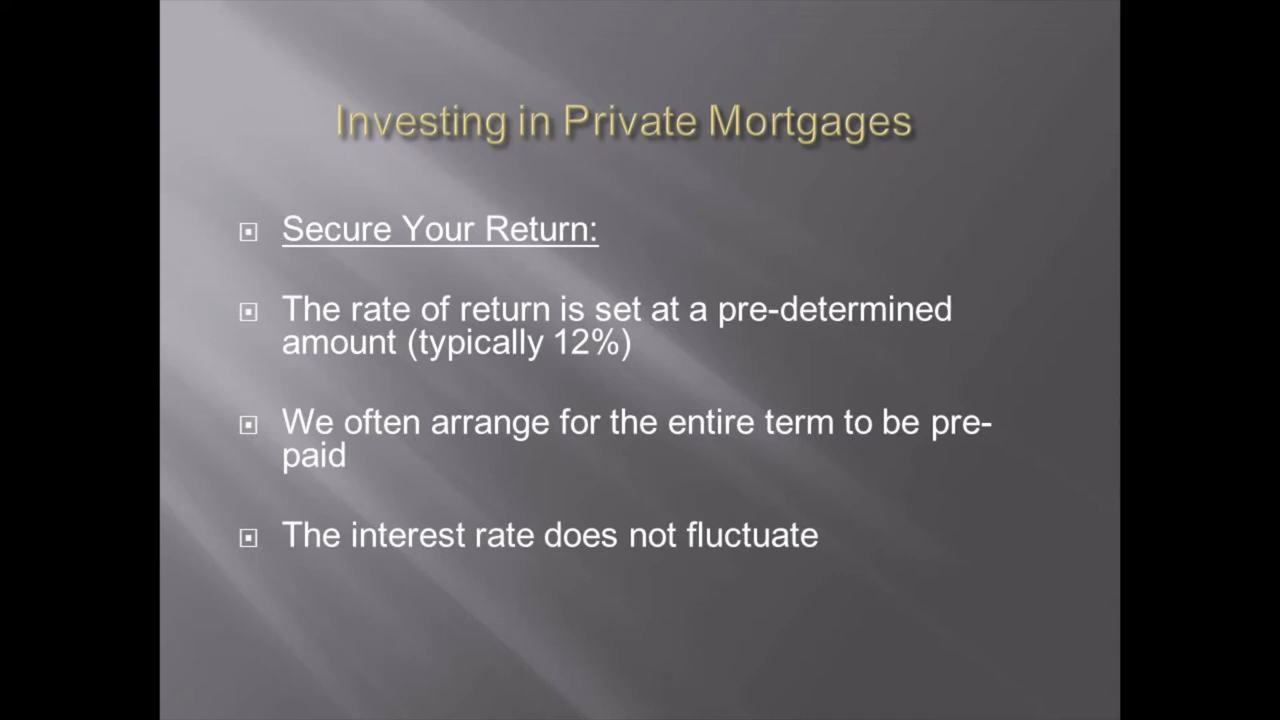 Investing in Private Mortgages
Secure Your Return:
The rate of return is set at a pre-determined
amount (typically 12%)
We often arrange for the entire term to be pre-
paid
The interest rate does not fluctuate